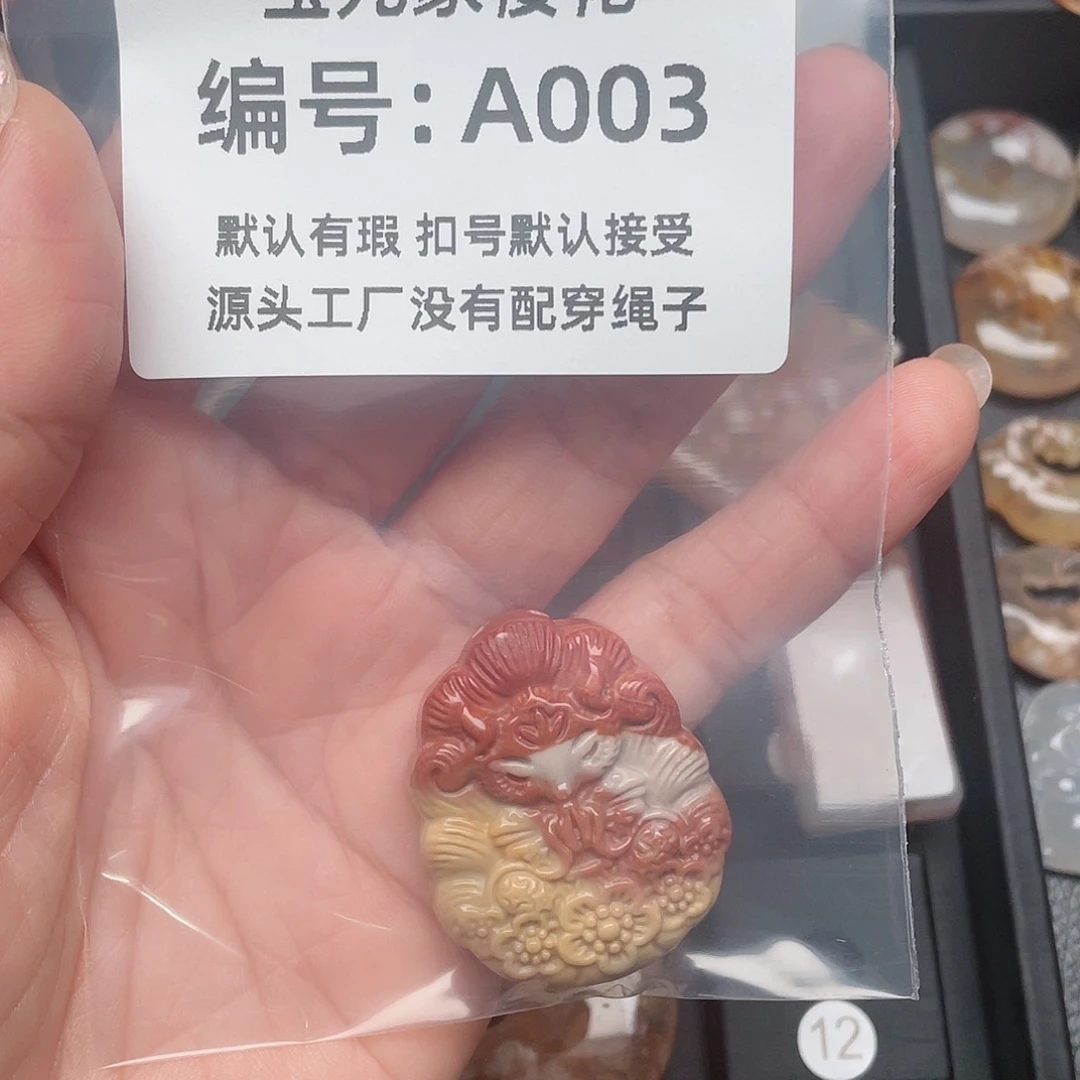 编号:A003
默认有瑕 扣号默认接受
源头工厂没有配穿绳子
12